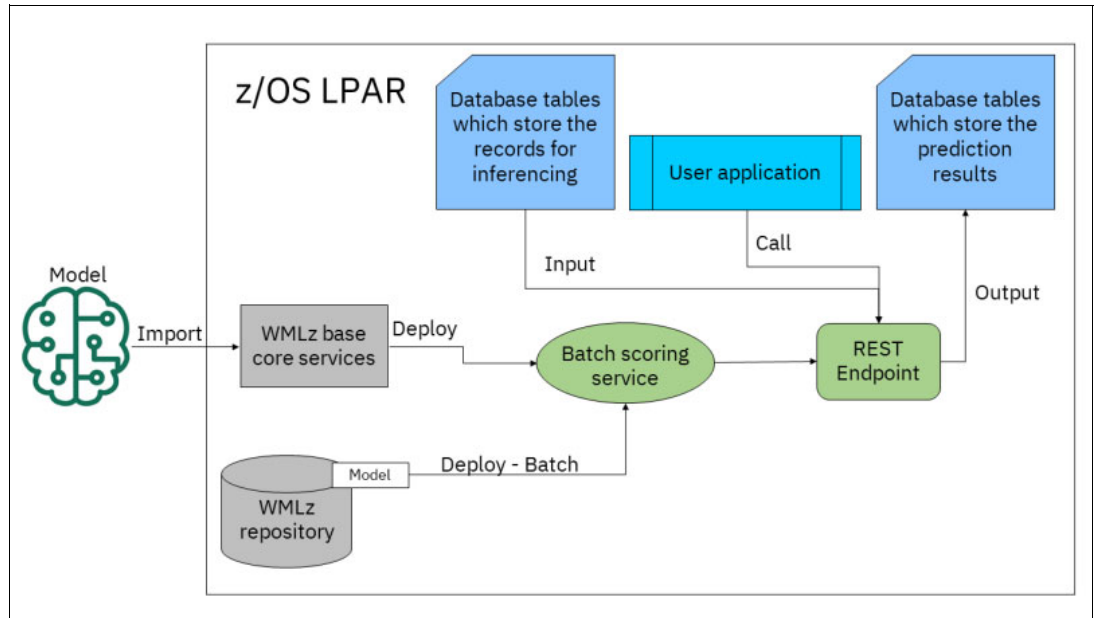 z/OS LPAR
Database tables
which store the
records for
inferencing
User application
Database tables
which store the
prediction
results
Input
Call
Output
Model
Import
WMLz base
core services
Deploy
Batch scoring
service
REST
Endpoint
Model
Deploy - Batch
WMLz
repository